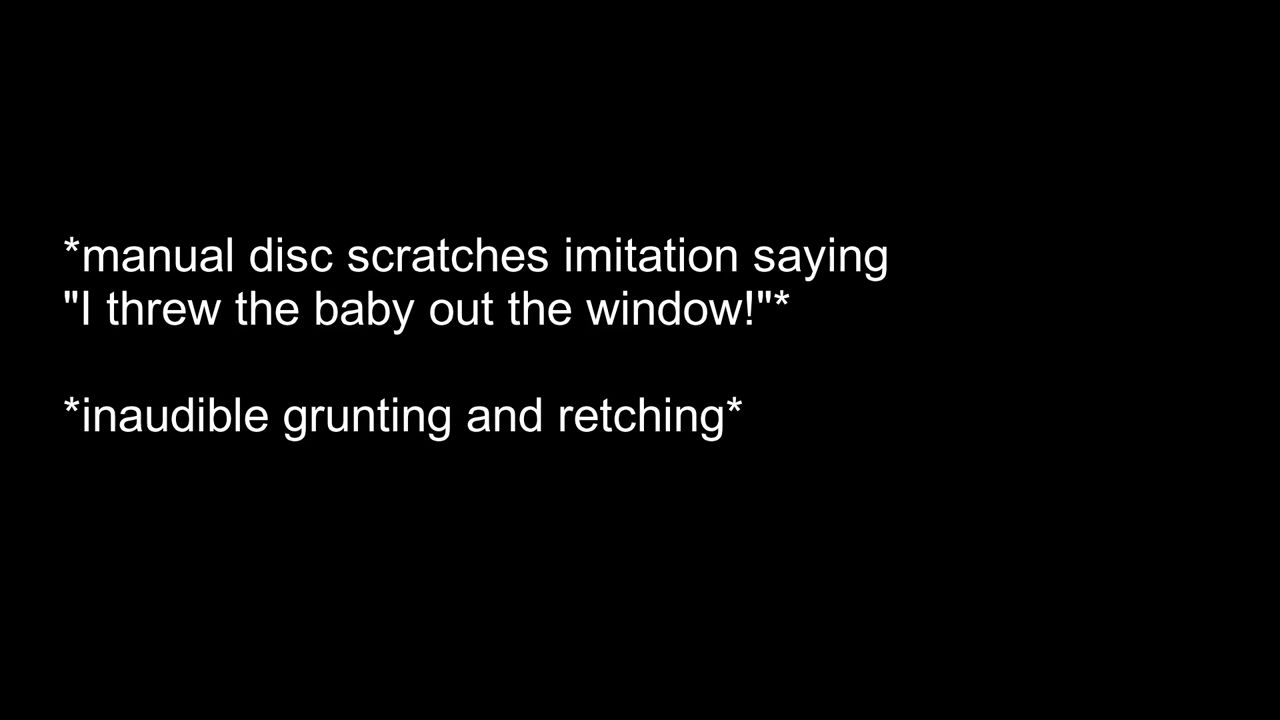 *manual disc scratches imitation saying
"I threw the baby out the window!"*
*inaudible grunting and retching*